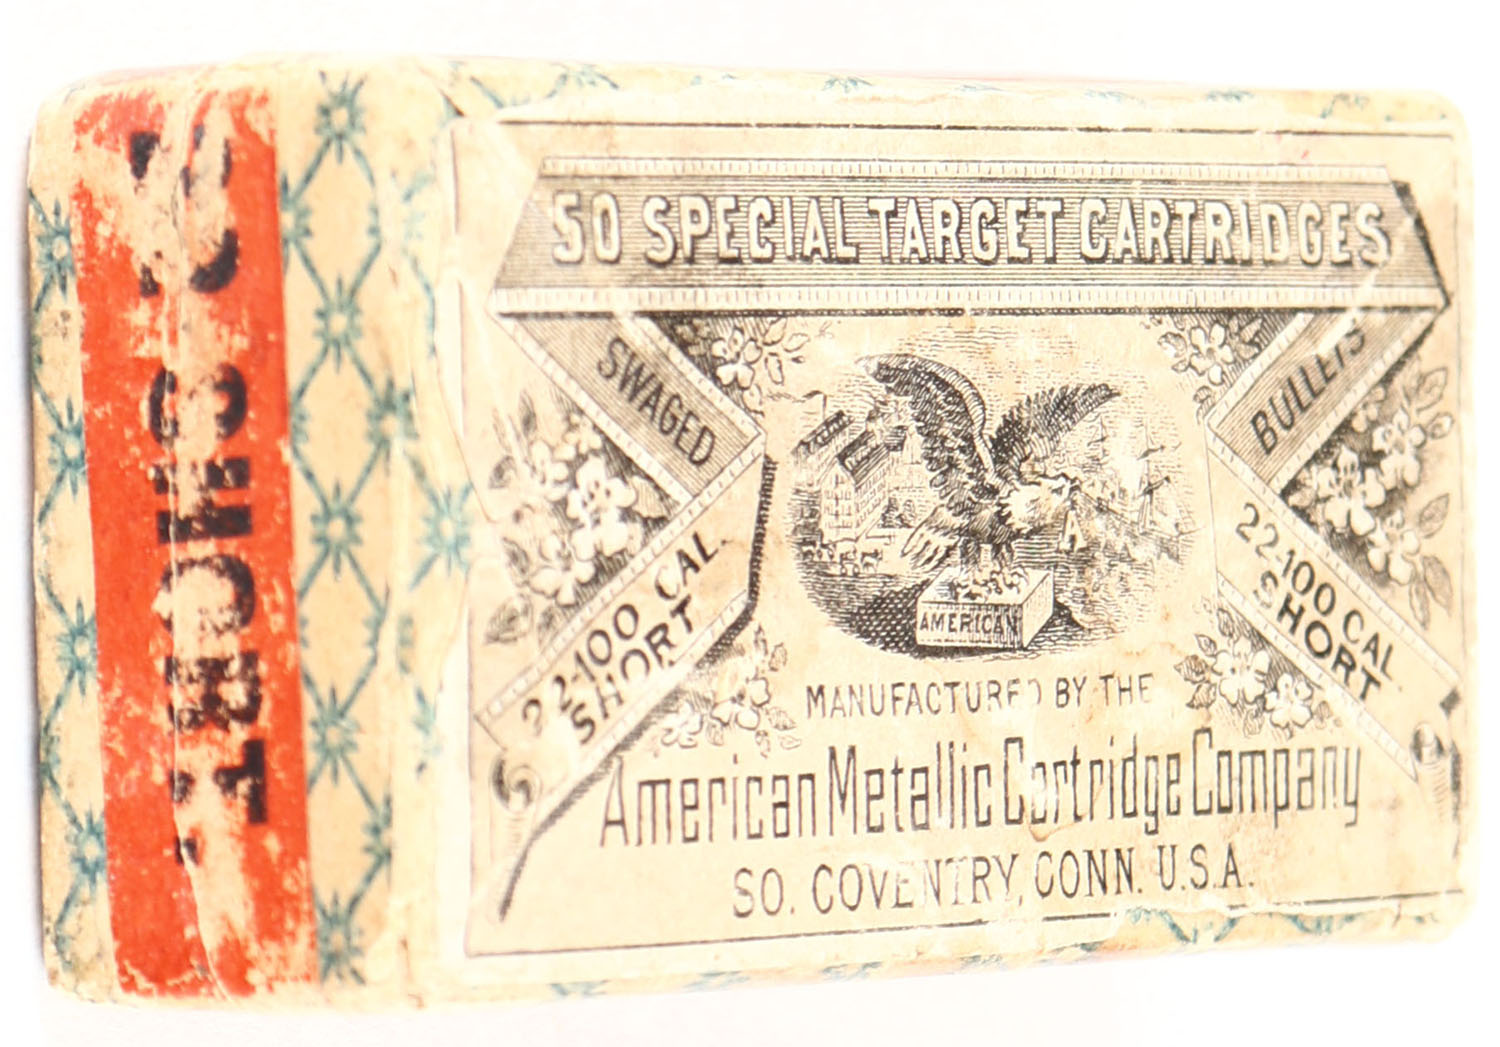 50 SPECIAL TARGET CARTRIDGES
SWAGED
BULLETS
22-100 CAL.
SHORT
22-100 CAL.
SHORT
AMERICAN
MANUFACTURED BY THE
American Metallic Cartridge Company
SO. COVENTRY, CONN. U.S.A.
SHORT